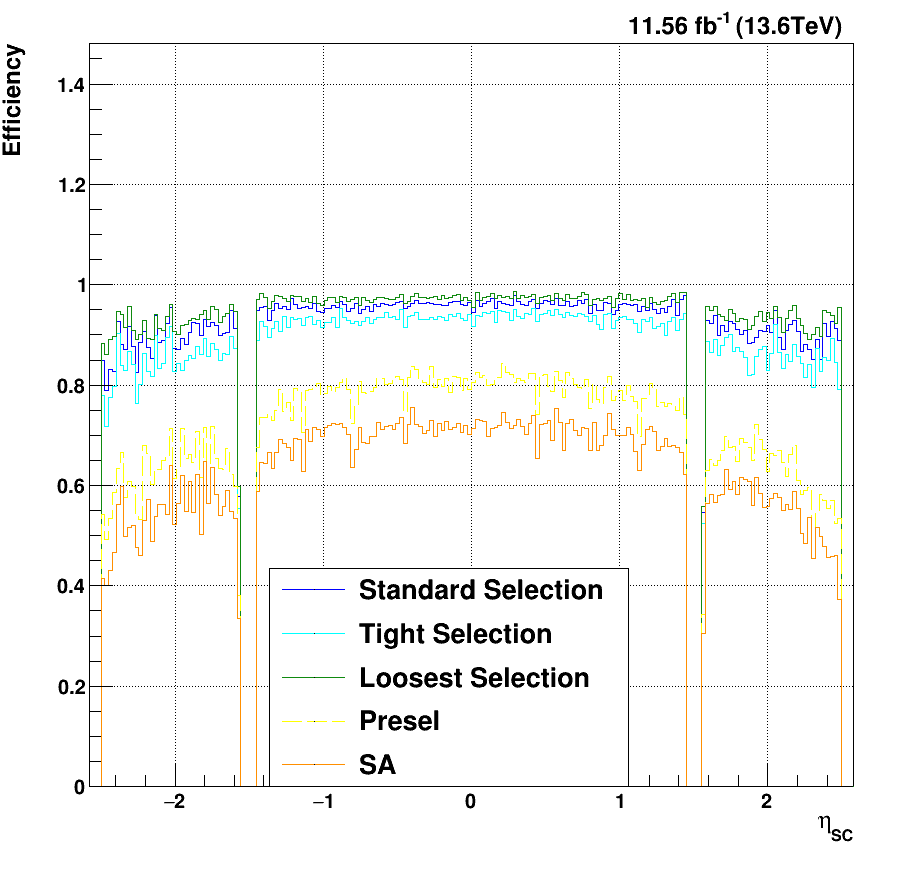 11.56 fb-1 (13.6TeV)
Efficiency
1.4
1.2
1
0.8
0.6
0.4
0.2
0
Standard Selection
Tight Selection
Loosest Selection
Presel
SA
−2
−1
0
1
2
ηSC